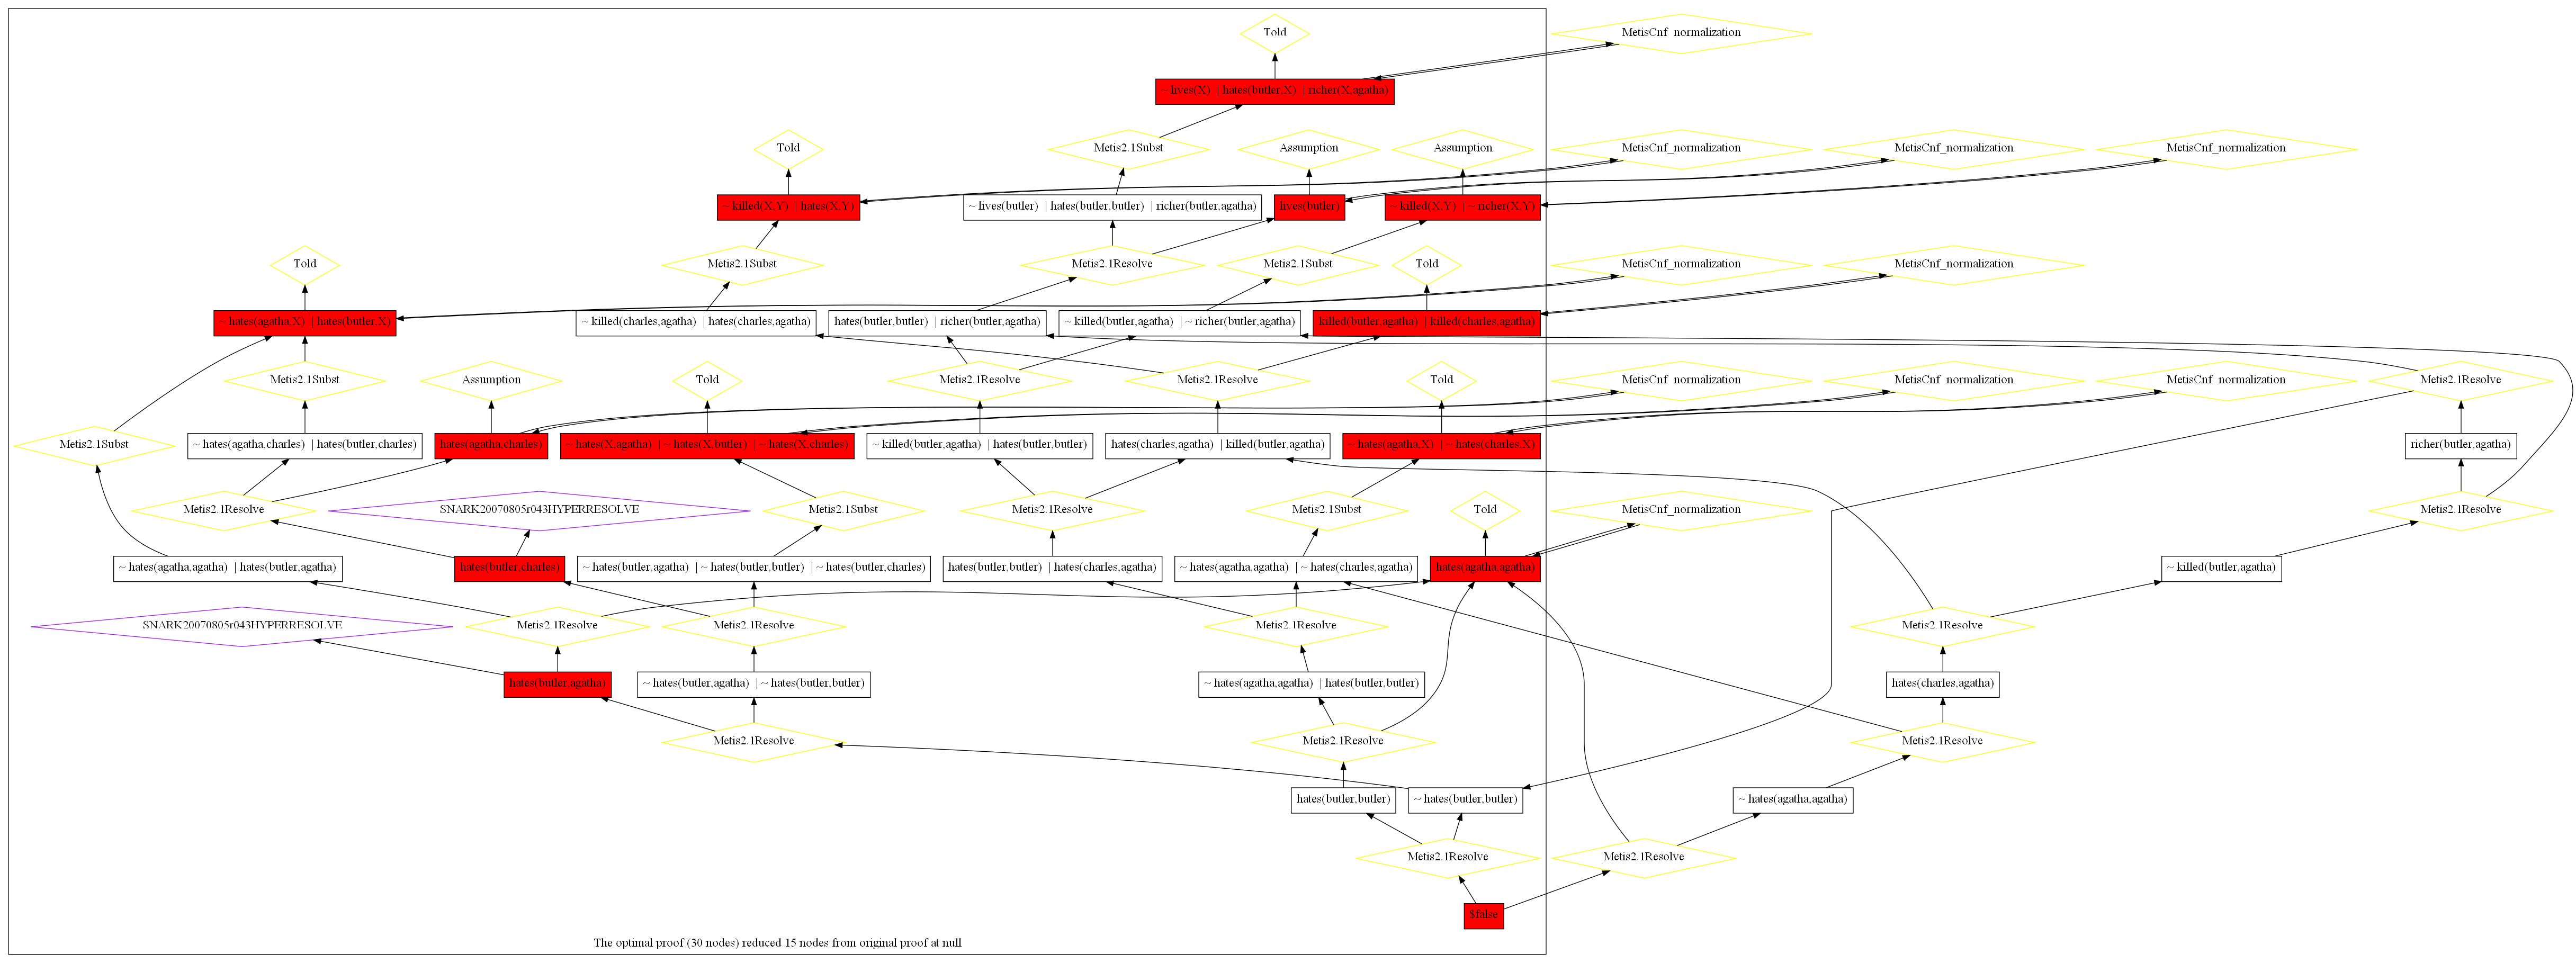 Told
MetisCnf_normalization
~ lives(X) | hates(butler,X) | richer(X,agatha)
Told
Metis2.1Subst
Assumption
Assumption
MetisCnf_normalization
MetisCnf_normalization
MetisCnf_normalization
~ killed(X,Y) | hates(X,Y)
~ lives(butler) | hates(butler,butler) | richer(butler,agatha)
lives(butler)
~ killed(X,Y) | ~ richer(X,Y)
Told
Metis2.1Subst
Metis2.1Resolve
Metis2.1Subst
Told
MetisCnf_normalization
MetisCnf_normalization
~ hates(agatha,X) | hates(butler,X)
~ killed(charles,agatha) | hates(charles,agatha)
hates(butler,butler) | richer(butler,agatha)
~ killed(butler,agatha) | ~ richer(butler,agatha)
killed(butler,agatha) | killed(charles,agatha)
Metis2.1Subst
Assumption
Told
Metis2.1Resolve
Metis2.1Resolve
Told
MetisCnf_normalization
MetisCnf_normalization
MetisCnf_normalization
Metis2.1Resolve
Metis2.1Subst
~ hates(agatha,charles) | hates(butler,charles)
hates(agatha,charles)
~ hates(X,agatha) | ~ hates(X,butler) | ~ hates(X,charles)
~ killed(butler,agatha) | hates(butler,butler)
hates(charles,agatha) | killed(butler,agatha)
~ hates(agatha,X) | ~ hates(charles,X)
richer(butler,agatha)
Metis2.1Resolve
SNARK20070805r043HYPERRESOLVE
Metis2.1Subst
Metis2.1Resolve
Metis2.1Subst
Told
MetisCnf_normalization
Metis2.1Resolve
~ hates(agatha,agatha) | hates(butler,agatha)
hates(butler,charles)
~ hates(butler,agatha) | ~ hates(butler,butler) | ~ hates(butler,charles)
hates(butler,butler) | hates(charles,agatha)
~ hates(agatha,agatha) | ~ hates(charles,agatha)
hates(agatha,agatha)
~ killed(butler,agatha)
SNARK20070805r043HYPERRESOLVE
Metis2.1Resolve
Metis2.1Resolve
Metis2.1Resolve
Metis2.1Resolve
hates(butler,agatha)
~ hates(butler,agatha) | ~ hates(butler,butler)
~ hates(agatha,agatha) | hates(butler,butler)
hates(charles,agatha)
Metis2.1Resolve
Metis2.1Resolve
Metis2.1Resolve
hates(butler,butler)
~ hates(butler,butler)
~ hates(agatha,agatha)
Metis2.1Resolve
Metis2.1Resolve
$false
The optimal proof (30 nodes) reduced 15 nodes from original proof at null